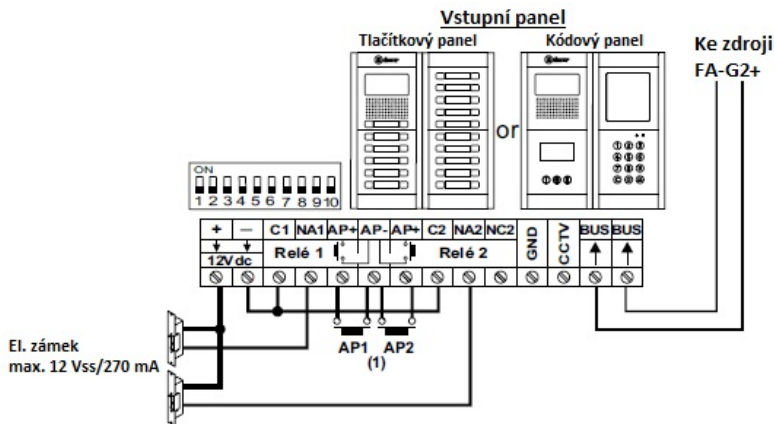 Vstupní panel
Tlačítkový panel
Kódový panel
Ke zdroji
FA-G2+
or
ON
1 2 3 4 5 6 7 8 9 10
+ − C1 NA1 AP+ AP- AP+ C2 NA2 NC2 GND CCTV BUS BUS
12Vdc Relé 1 Relé 2
El. zámek
max. 12 Vss/270 mA
AP1 AP2
(1)